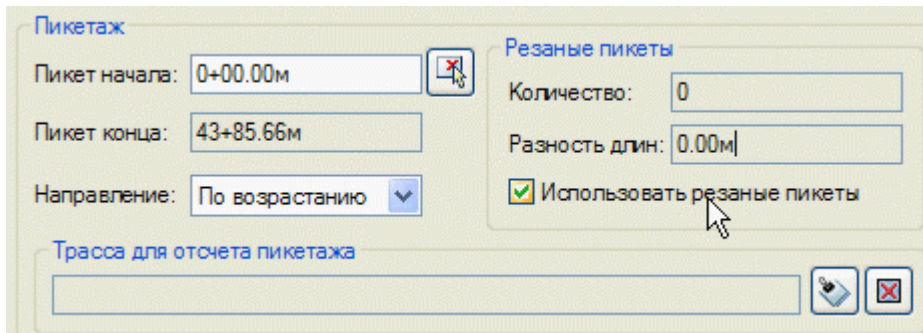 Пикетаж
Пикет начала: 0+00.00м
Пикет конца: 43+85.66м
Направление: По возрастанию
Резаные пикеты
Количество: 0
Разность длин: 0.00м
Использовать резаные пикеты
Трасса для отсчета пикетажа